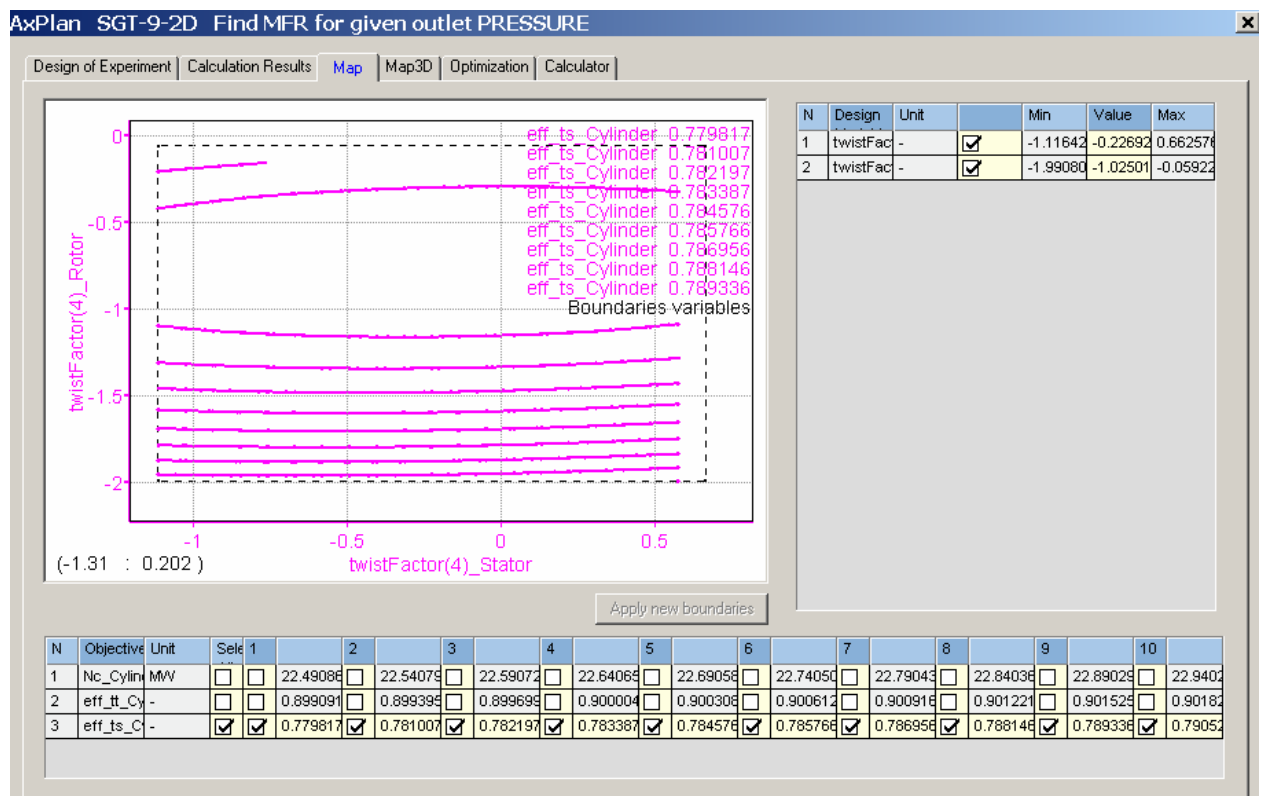 AxPlan SGT-9-2D Find MFR for given outlet PRESSURE
Design of Experiment Calculation Results Map Map3D Optimization Calculator
eff_ts_Cylinder 0.779817
eff_ts_Cylinder 0.781007
eff_ts_Cylinder 0.782197
eff_ts_Cylinder 0.783387
eff_ts_Cylinder 0.784576
eff_ts_Cylinder 0.785766
eff_ts_Cylinder 0.786956
eff_ts_Cylinder 0.788146
eff_ts_Cylinder 0.789336
Boundaries variables
0
-0.5
-1
-1.5
-2
twistFactor(4)_Rotor
-1 -0.5 0 0.5
(-1.31 : 0.202 ) twistFactor(4)_Stator
N Design Unit Min Value Max
1 twistFac - -1.11642 -0.22692 0.662576
2 twistFac - -1.99080 -1.02501 -0.05922
Apply new boundaries
N Objective Unit Sele 1 2 3 4 5 6 7 8 9 10
1 Nc_Cylin MW 22.49086 22.54079 22.59072 22.64065 22.69058 22.74050 22.79043 22.84036 22.89029 22.9402
2 eff_tt_Cy - 0.899091 0.899395 0.899699 0.900004 0.900308 0.900612 0.900916 0.901221 0.901525 0.90182
3 eff_ts_C - 0.779817 0.781007 0.782197 0.783387 0.784576 0.785766 0.786956 0.788146 0.789336 0.79052